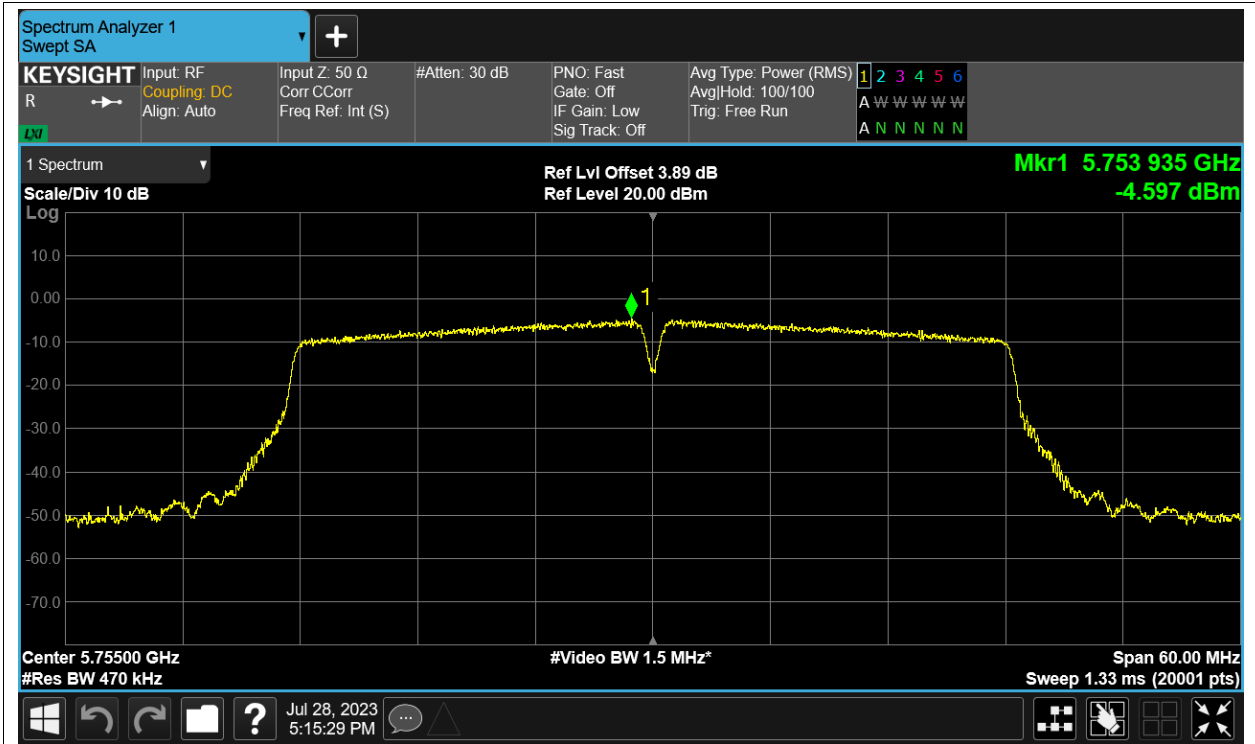 Spectrum Analyzer 1
Swept SA
KEYSIGHT
R
LXI
Input: RF
Coupling: DC
Align: Auto
Input Z: 50 Ω
Corr CCorr
Freq Ref: Int (S)
#Atten: 30 dB
PNO: Fast
Gate: Off
IF Gain: Low
Sig Track: Off
Avg Type: Power (RMS)
Avg|Hold: 100/100
Trig: Free Run
1 2 3 4 5 6
A W W W W W
A N N N N N
1 Spectrum
Scale/Div 10 dB
Log
Ref Lvl Offset 3.89 dB
Ref Level 20.00 dBm
Mkr1 5.753 935 GHz
-4.597 dBm
10.0
0.00
1
-10.0
-20.0
-30.0
-40.0
-50.0
-60.0
-70.0
Center 5.75500 GHz
#Res BW 470 kHz
#Video BW 1.5 MHz*
Span 60.00 MHz
Sweep 1.33 ms (20001 pts)
?
Jul 28, 2023
5:15:29 PM